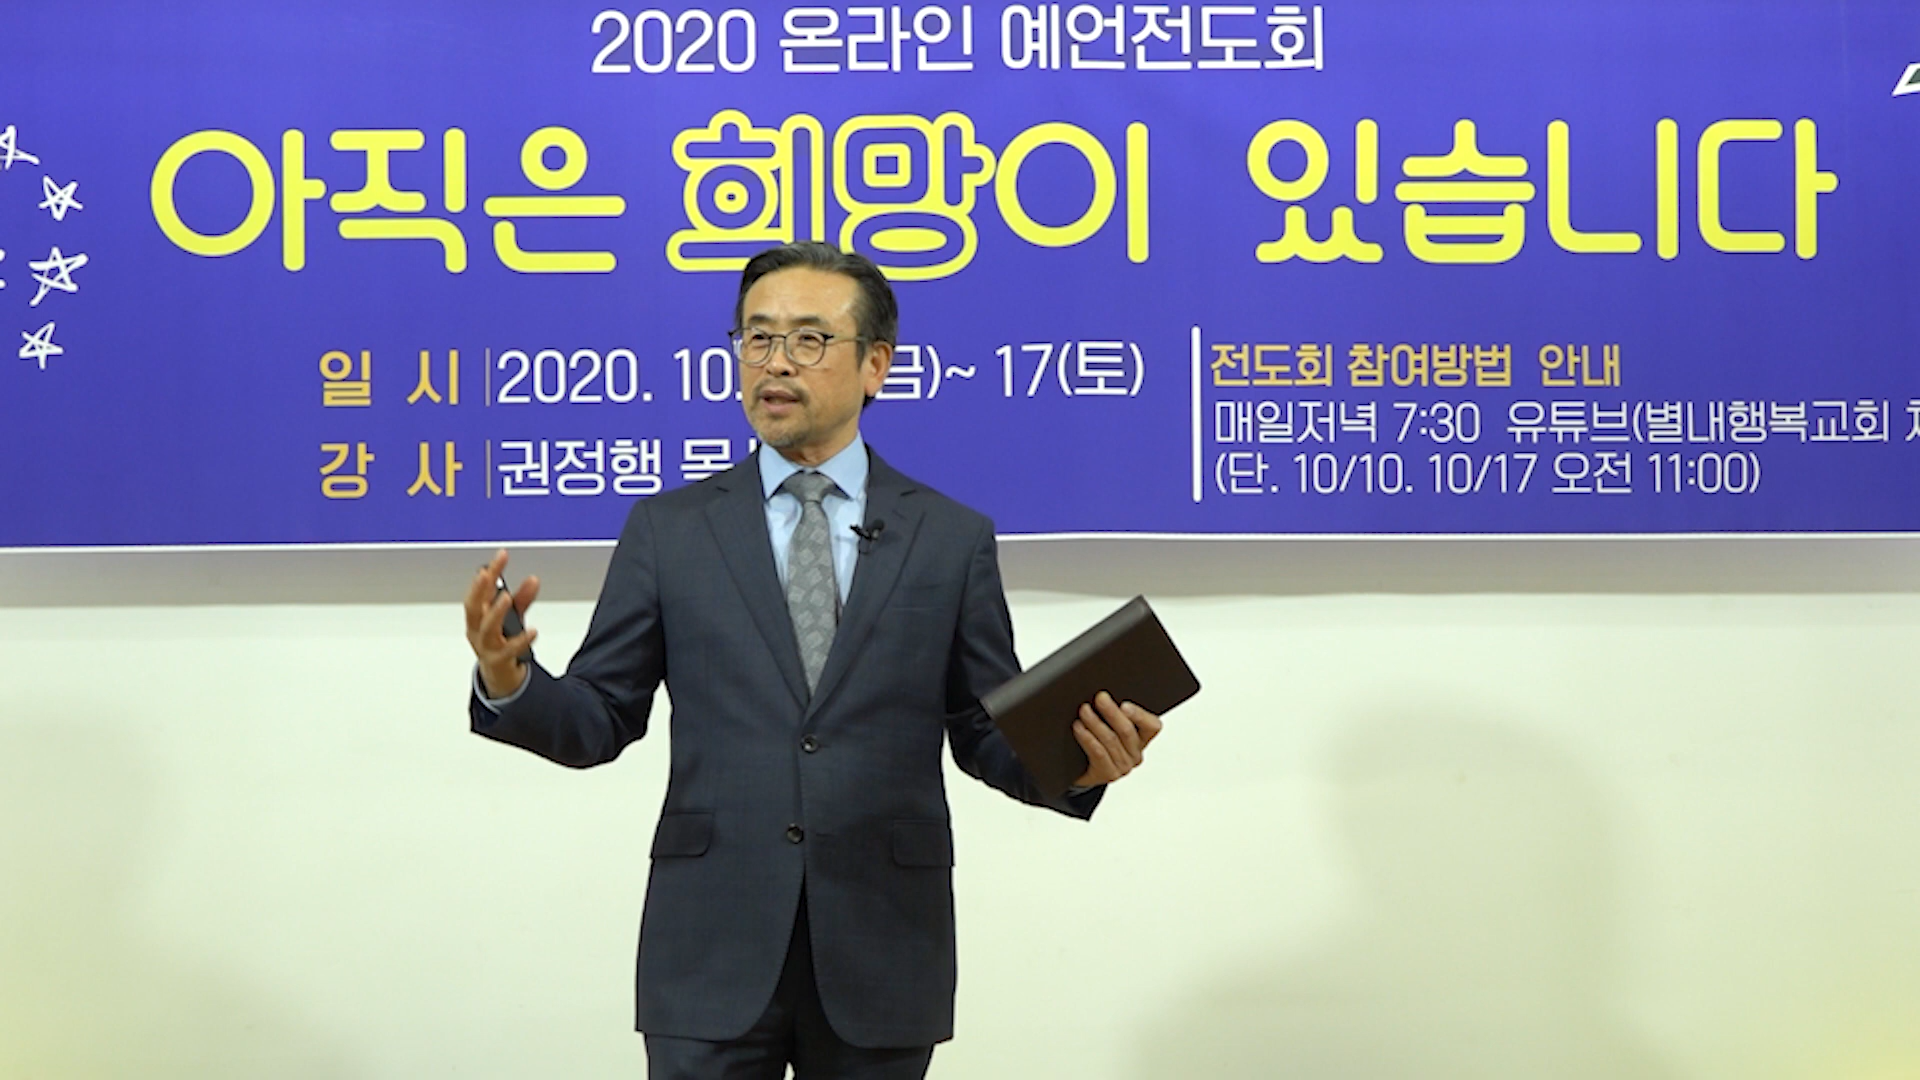 2020 온라인 예언전도회
아직은 희망이 있습니다
일 시 2020. 10. 금)~ 17(토)
강 사 권정행
전도회 참여방법 안내
매일저녁 7:30 유튜브(별내행복교회
(단. 10/10. 10/17 오전 11:00)